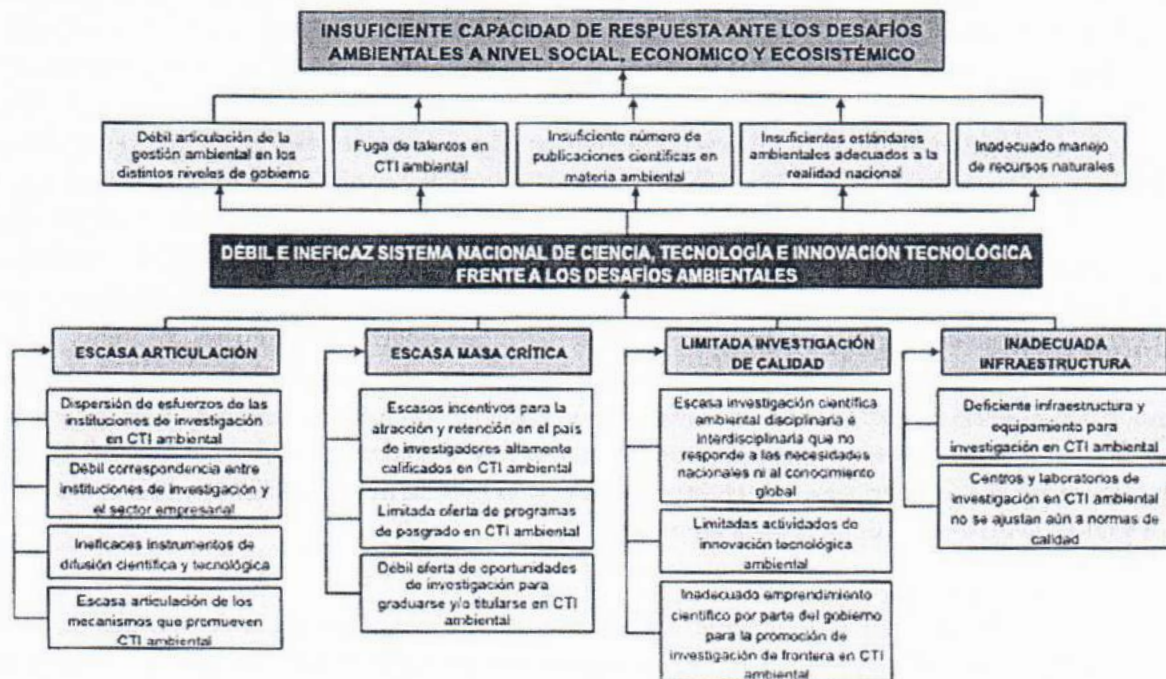 INSUFICIENTE CAPACIDAD DE RESPUESTA ANTE LOS DESAFÍOS
AMBIENTALES A NIVEL SOCIAL, ECONOMICO Y ECOSISTÉMICO
Débil articulación de la
gestión ambiental en los
distintos niveles de gobierno
Fuga de talentos en
CTI ambiental
Insuficiente número de
publicaciones científicas en
materia ambiental
Insuficientes estándares
ambientales adecuados a la
realidad nacional
Inadecuado manejo
de recursos naturales
DÉBIL E INEFICAZ SISTEMA NACIONAL DE CIENCIA, TECNOLOGÍA E INNOVACIÓN TECNOLÓGICA
FRENTE A LOS DESAFÍOS AMBIENTALES
ESCASA ARTICULACIÓN
Dispersión de esfuerzos de las
instituciones de investigación
en CTI ambiental
Débil correspondencia entre
instituciones de investigación y
el sector empresarial
Ineficaces Instrumentos de
difusión científica y tecnológica
Escasa articulación de los
mecanismos que promueven
CTI ambiental
ESCASA MASA CRÍTICA
Escasos incentivos para la
atracción y retención en el país
de investigadores altamente
calificados en CTI ambiental
Limitada oferta de programas
de posgrado en CTI ambiental
Débil oferta de oportunidades
de investigación para
graduarse y/o titularse en CTI
ambiental
LIMITADA INVESTIGACIÓN
DE CALIDAD
Escasa investigación científica
ambiental disciplinaria e
interdisciplinaria que no
responde a las necesidades
nacionales ni al conocimiento
global
Limitadas actividades de
innovación tecnológica
ambiental
Inadecuado emprendimiento
científico por parte del gobierno
para la promoción de
investigación de frontera en CTI
ambiental
INADECUADA
INFRAESTRUCTURA
Deficiente infraestructura y
equipamiento para
investigación en CTI ambiental
Centros y laboratorios de
investigación en CTI ambiental
no se ajustan aún a normas de
calidad